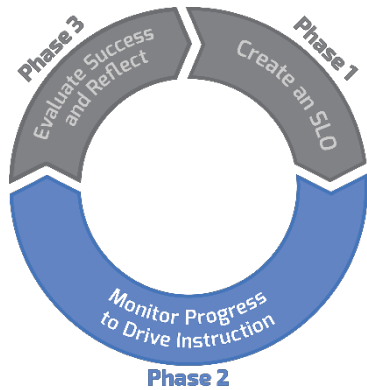 Phase 1
Create an SLO
Phase 2
Monitor Progress
to Drive Instruction
Phase 3
Evaluate Success
and Reflect